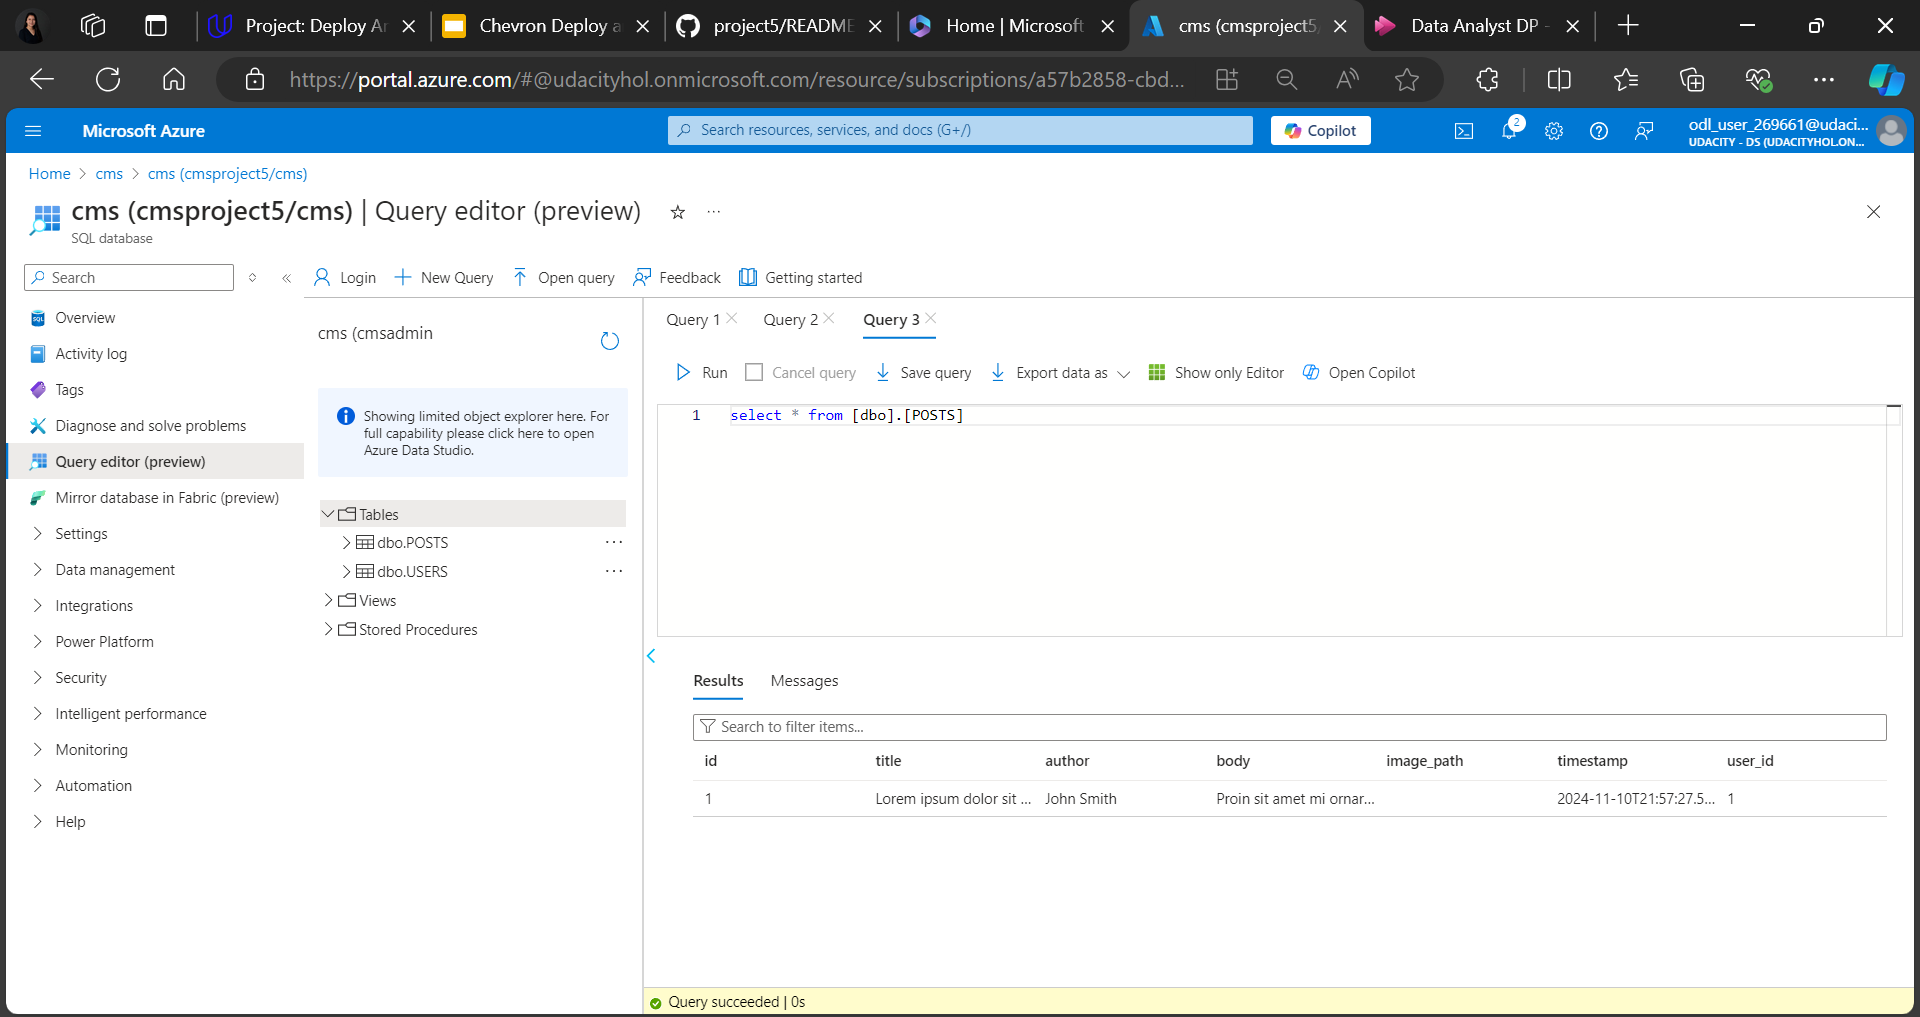 Project: Deploy Ar
Chevron Deploy a
project5/README
Home | Microsoft
cms (cmsproject5/
Data Analyst DP -
https://portal.azure.com/#@udacityhol.onmicrosoft.com/resource/subscriptions/a57b2858-cbd...
Microsoft Azure
Search resources, services, and docs (G+/)
Copilot
2
odl_user_269661@udaci...
UDACITY - DS (UDACITYHOL.ON...
Home > cms > cms (cmsproject5/cms)
cms (cmsproject5/cms) | Query editor (preview)
SQL database
Search
Login
New Query
Open query
Feedback
Getting started
Overview
Activity log
Tags
Diagnose and solve problems
Query editor (preview)
Mirror database in Fabric (preview)
Settings
Data management
Integrations
Power Platform
Security
Intelligent performance
Monitoring
Automation
Help
cms (cmsadmin
Showing limited object explorer here. For
full capability please click here to open
Azure Data Studio.
Tables
dbo.POSTS
dbo.USERS
Views
Stored Procedures
Query 1
Query 2
Query 3
Run
Cancel query
Save query
Export data as
Show only Editor
Open Copilot
1 select * from [dbo].[POSTS]
Results
Messages
Search to filter items...
id title author body image_path timestamp user_id
1 Lorem ipsum dolor sit ... John Smith Proin sit amet mi ornar... 2024-11-10T21:57:27.5... 1
Query succeeded | 0s